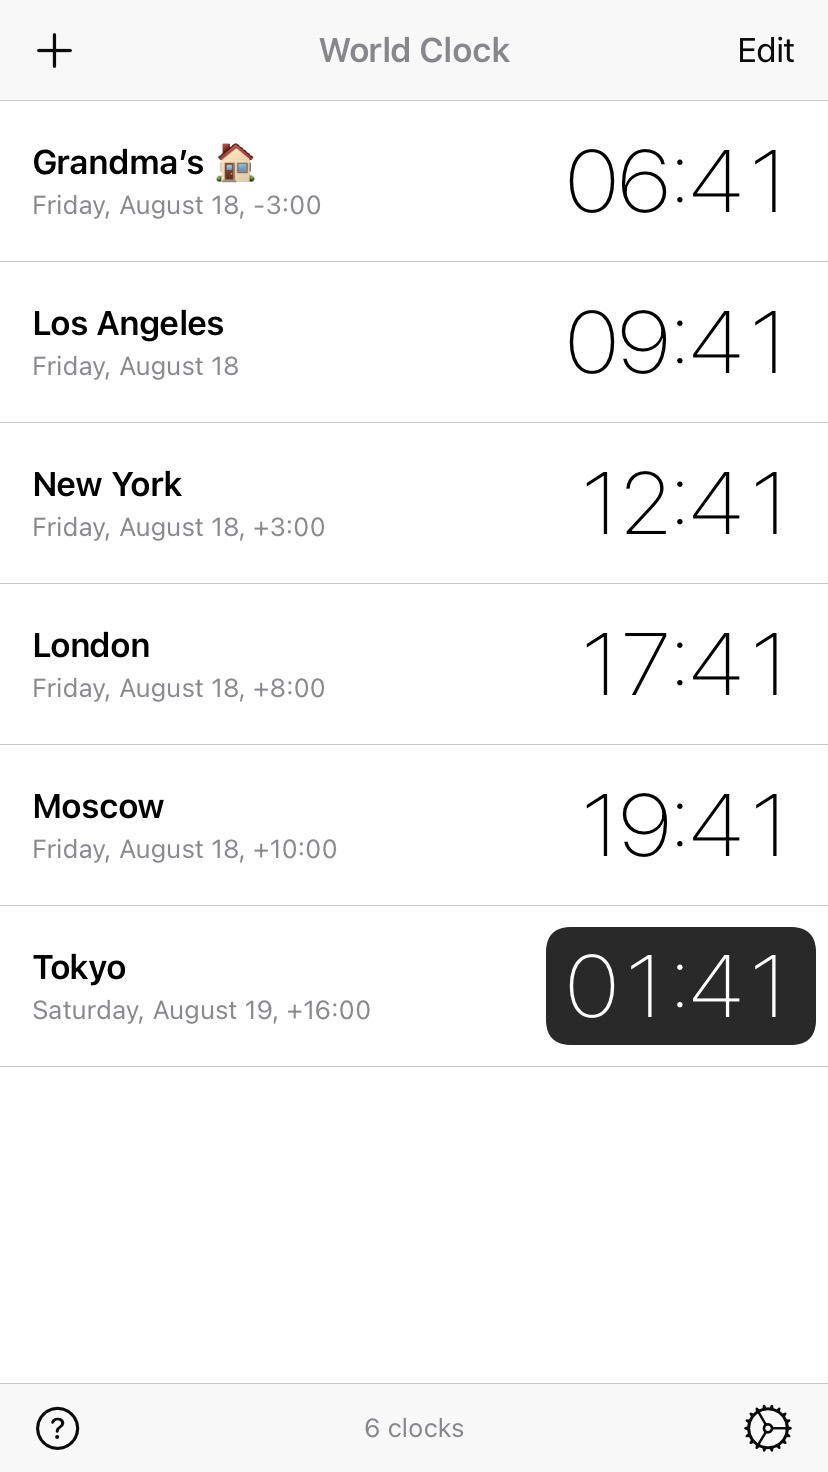 World Clock
Edit
Grandma’s 🏠
Friday, August 18, -3:00
06:41
Los Angeles
Friday, August 18
09:41
New York
Friday, August 18, +3:00
12:41
London
Friday, August 18, +8:00
17:41
Moscow
Friday, August 18, +10:00
19:41
Tokyo
Saturday, August 19, +16:00
01:41
?
6 clocks